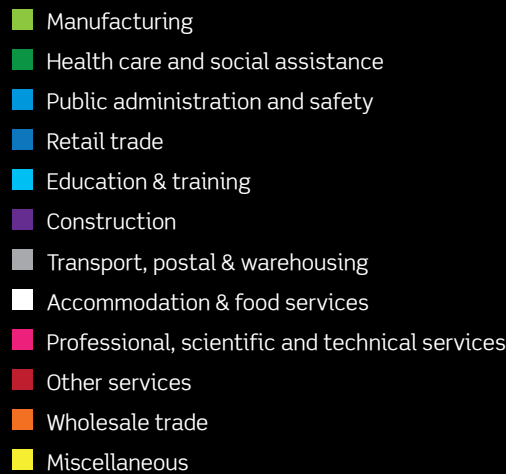 Manufacturing
Health care and social assistance
Public administration and safety
Retail trade
Education & training
Construction
Transport, postal & warehousing
Accommodation & food services
Professional, scientific and technical services
Other services
Wholesale trade
Miscellaneous